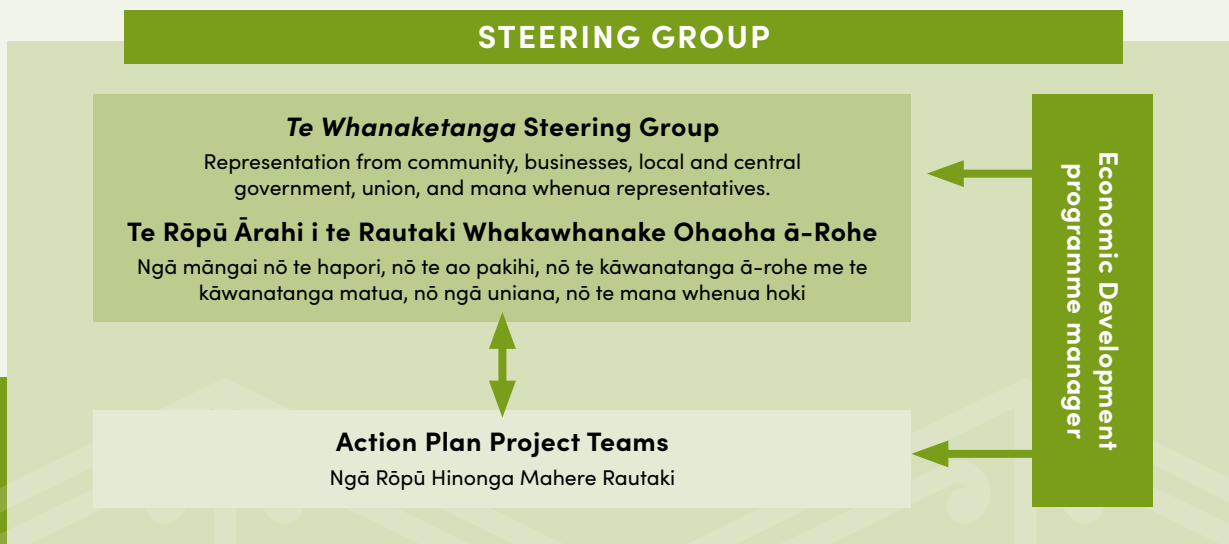 STEERING GROUP
Te Whanaketanga Steering Group
Representation from community, businesses, local and central
government, union, and mana whenua representatives.
Te Rōpū Ārahi i te Rautaki Whakawhanake Ohaoha ā-Rohe
Ngā māngai nō te hapori, nō te ao pakihi, nō te kāwanatanga ā-rohe me te
kāwanatanga matua, nō ngā uniana, nō te mana whenua hoki
Action Plan Project Teams
Ngā Rōpū Hinonga Mahere Rautaki
Economic Development
programme manager